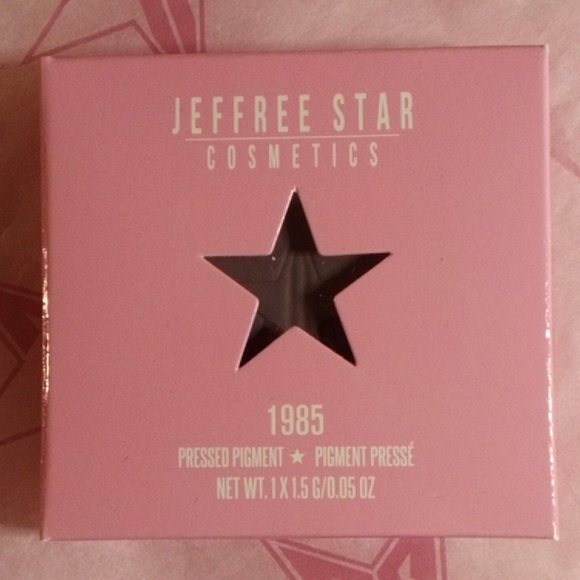 JEFFREE STAR
COSMETICS
1985
PRESSED PIGMENT ★ PIGMENT PRESSÉ
NET WT. 1 X 1.5 G/0.05 OZ